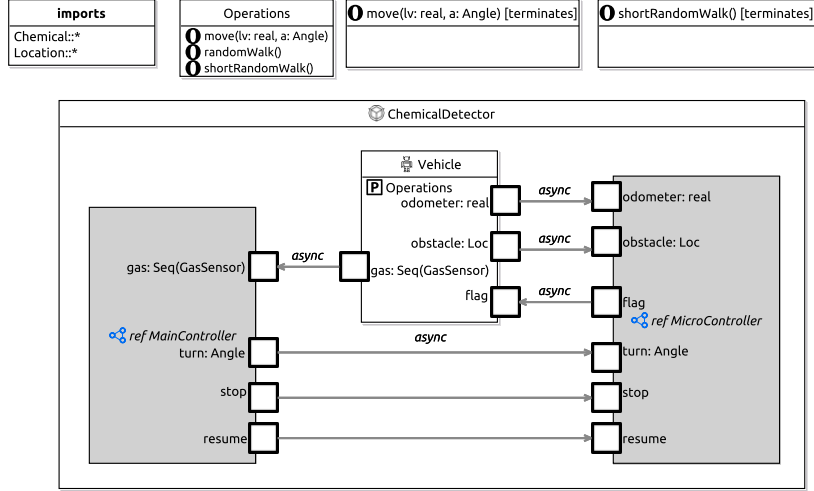 imports
Chemical::*
Location::*
Operations
O move(lv: real, a: Angle)
O randomWalk()
O shortRandomWalk()
O move(lv: real, a: Angle) [terminates]
O shortRandomWalk() [terminates]
ChemicalDetector
Vehicle
P Operations
odometer: real
async
odometer: real
obstacle: Loc
async
obstacle: Loc
gas: Seq(GasSensor)
async
gas: Seq(GasSensor)
flag
async
flag
ref MainController
ref MicroController
turn: Angle
async
turn: Angle
stop
stop
resume
resume